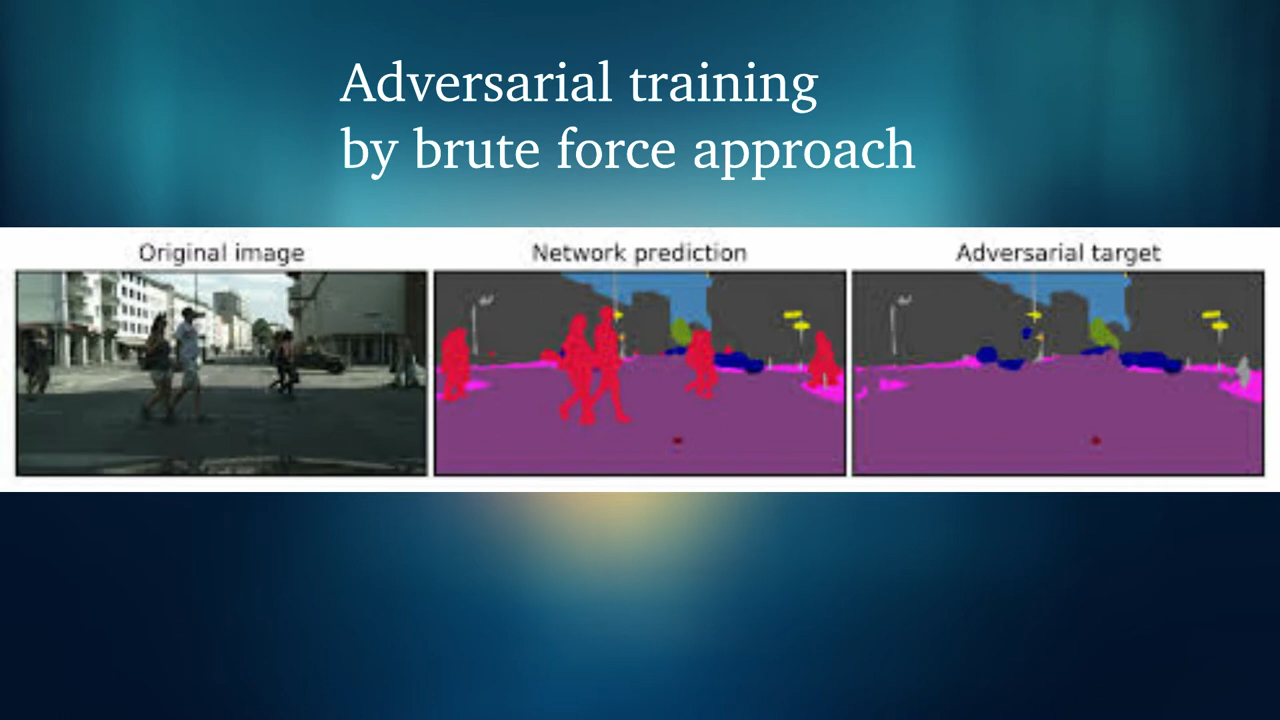 Adversarial training
by brute force approach
Original image
Network prediction
Adversarial target